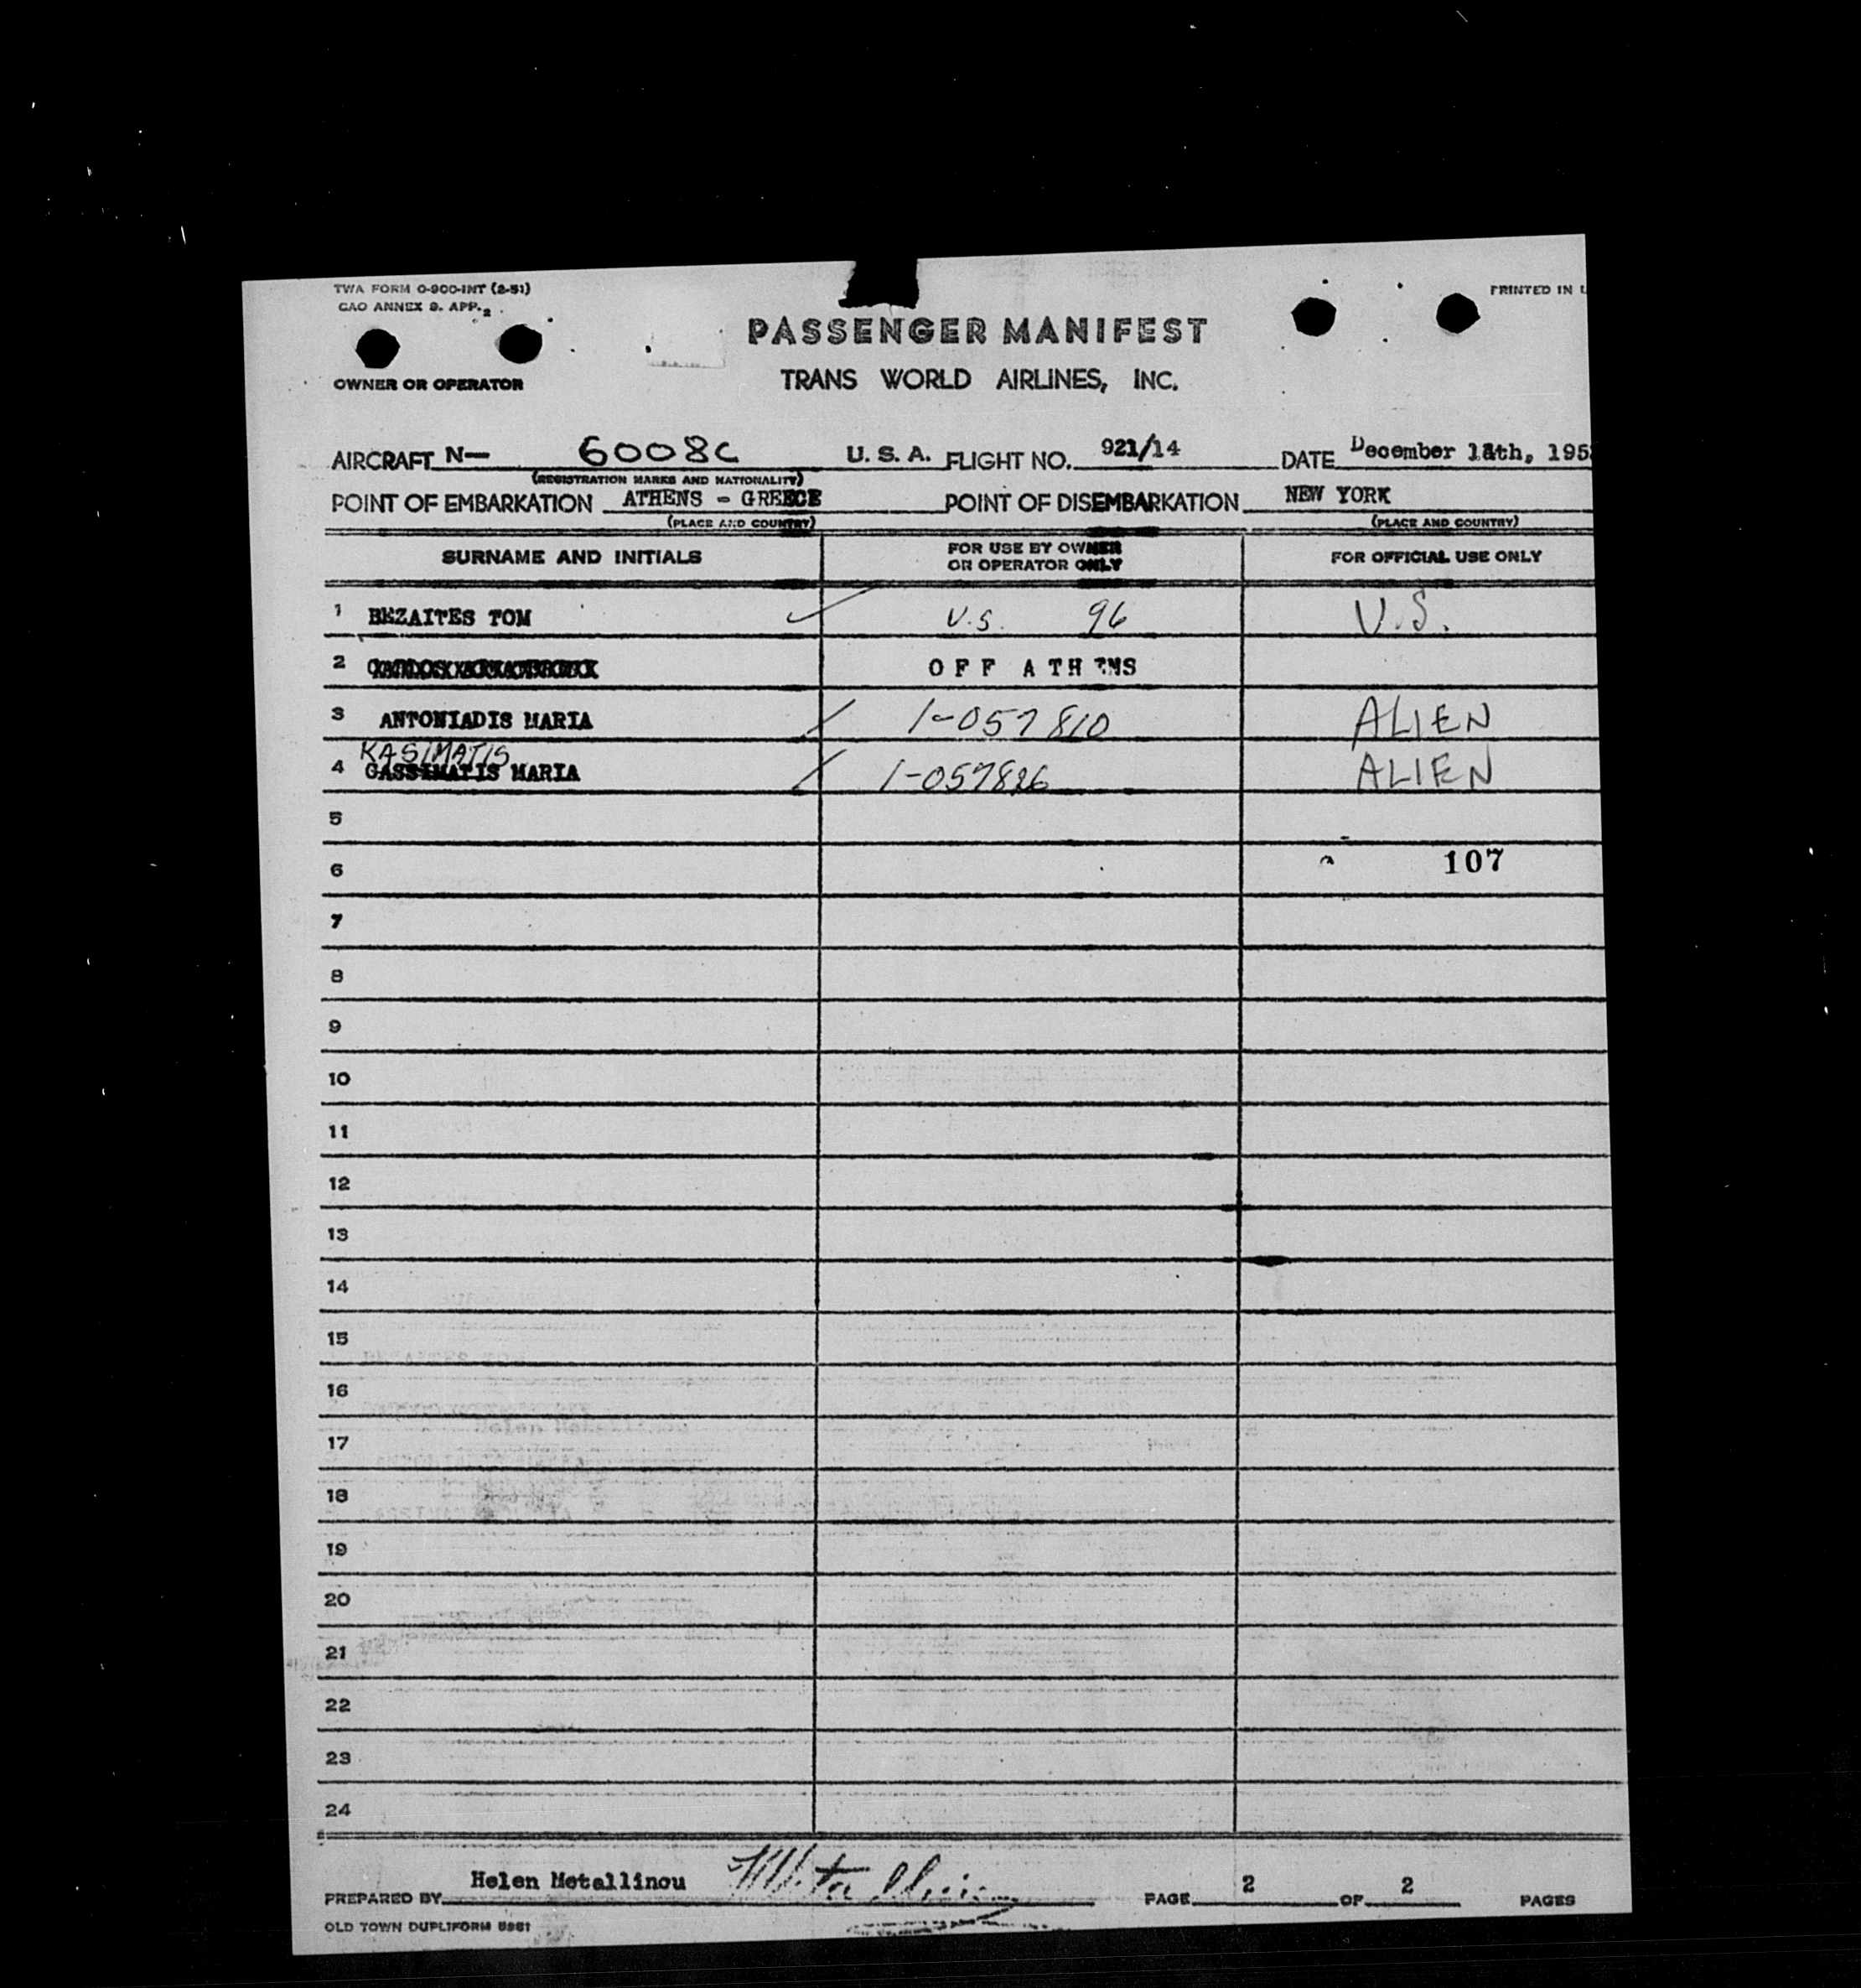 TWA FORM O-900-INT (2-51)
CAO ANNEX 9. APP. 2
PRINTED IN
PASSENGER MANIFEST
OWNER OR OPERATOR
TRANS WORLD AIRLINES, INC.
AIRCRAFT N— 6008C U. S. A. FLIGHT NO. 921/14 DATE December
(REGISTRATION MARKS AND NATIONALITY)
POINT OF EMBARKATION ATHENS - GREECE POINT OF DISEMBARKATION NEW YORK
(PLACE AND COUNTRY) (PLACE AND COUNTRY)
SURNAME AND INITIALS FOR USE BY OWNER OR OPERATOR ONLY FOR OFFICIAL USE ONLY
1 BEZAITES TOM U.S. 96 U.S.
2 OFF ATHENS
3 ANTONIADIS MARIA 1-057810 ALIEN
KASIMATIS
4 GASSIMATIS MARIA 1-057826 ALIEN
5
6 107
7
8
9
10
11
12
13
14
15
16
17
18
19
20
21
22
23
24
PREPARED BY Helen Metallinou PAGE 2 OF 2 PAGES
OLD TOWN DUPLIFORM